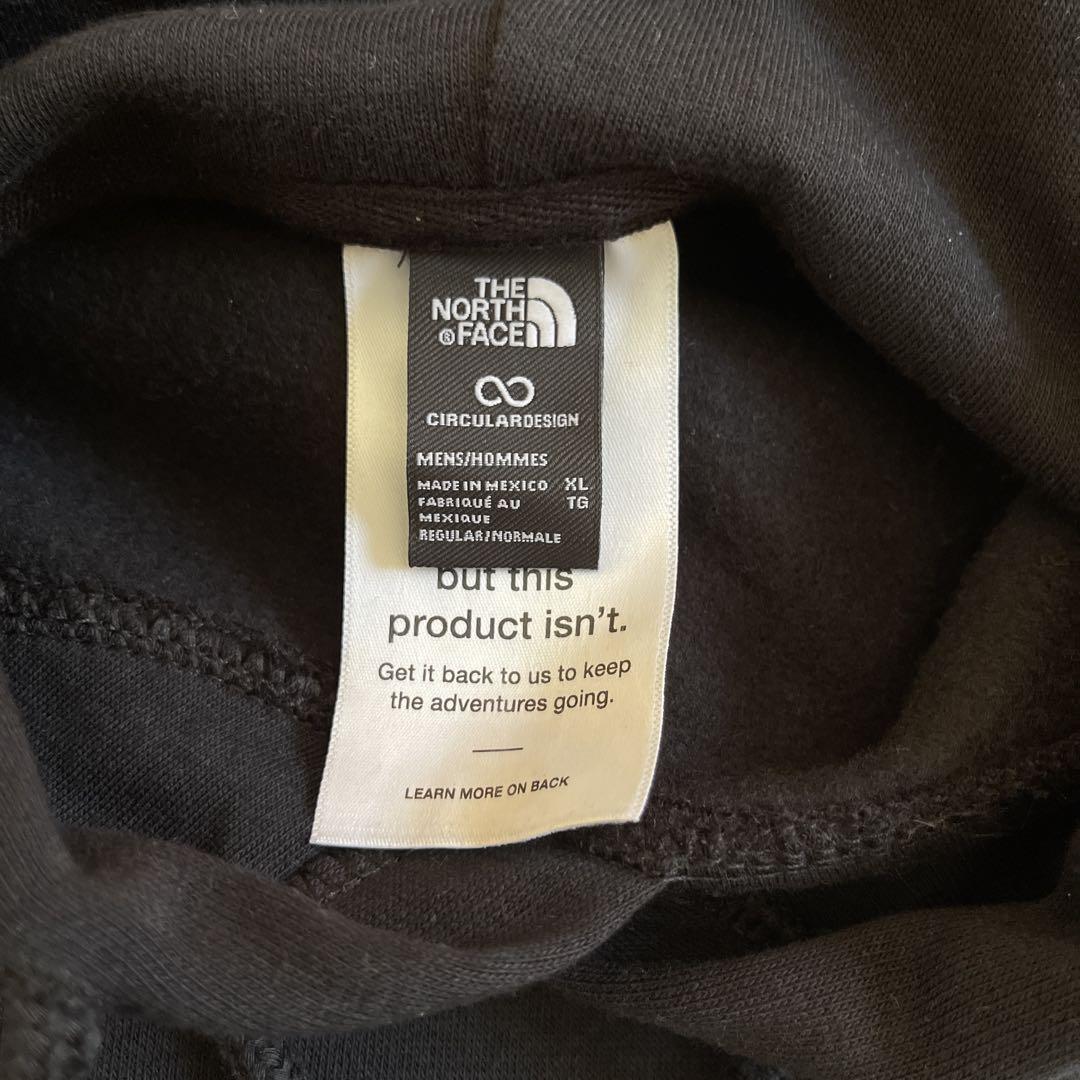 THE
NORTH
®FACE
CIRCULARDESIGN
MENS/HOMMES
MADE IN MEXICO XL
FABRIQUÉ AU TG
MEXIQUE
REGULAR/NORMALE
but this
product isn't.
Get it back to us to keep
the adventures going.
LEARN MORE ON BACK